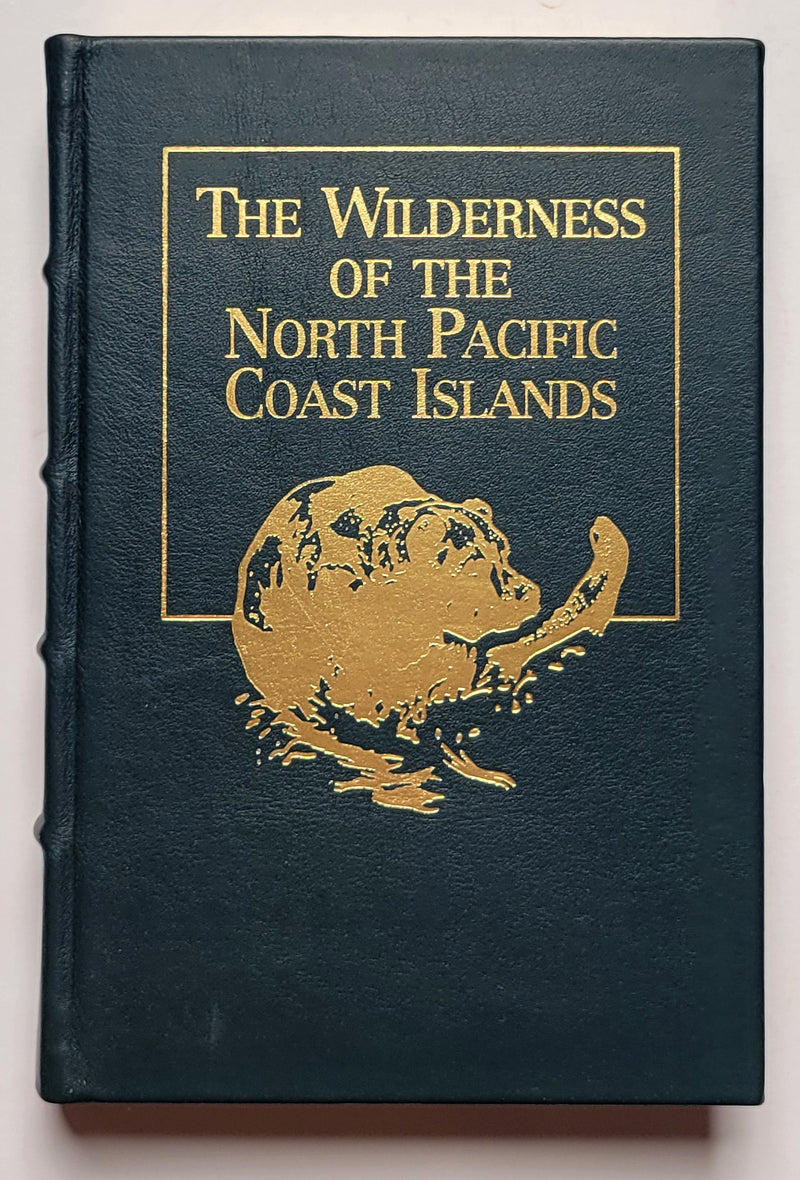 The Wilderness
of the
North Pacific
Coast Islands